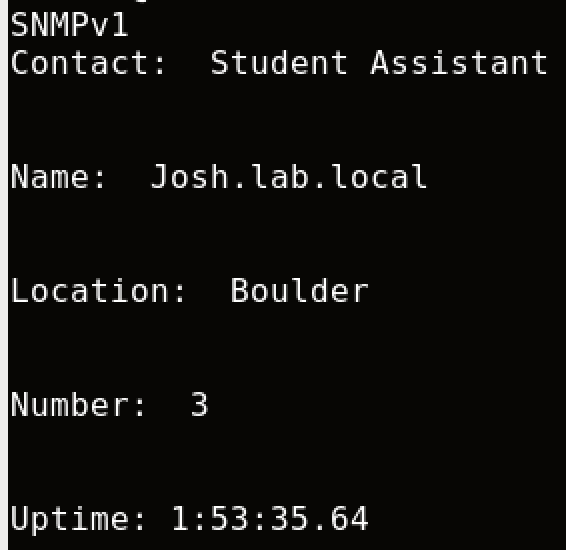 SNMPv1
Contact:  Student Assistant
Name:  Josh.lab.local
Location:  Boulder
Number:  3
Uptime: 1:53:35.64